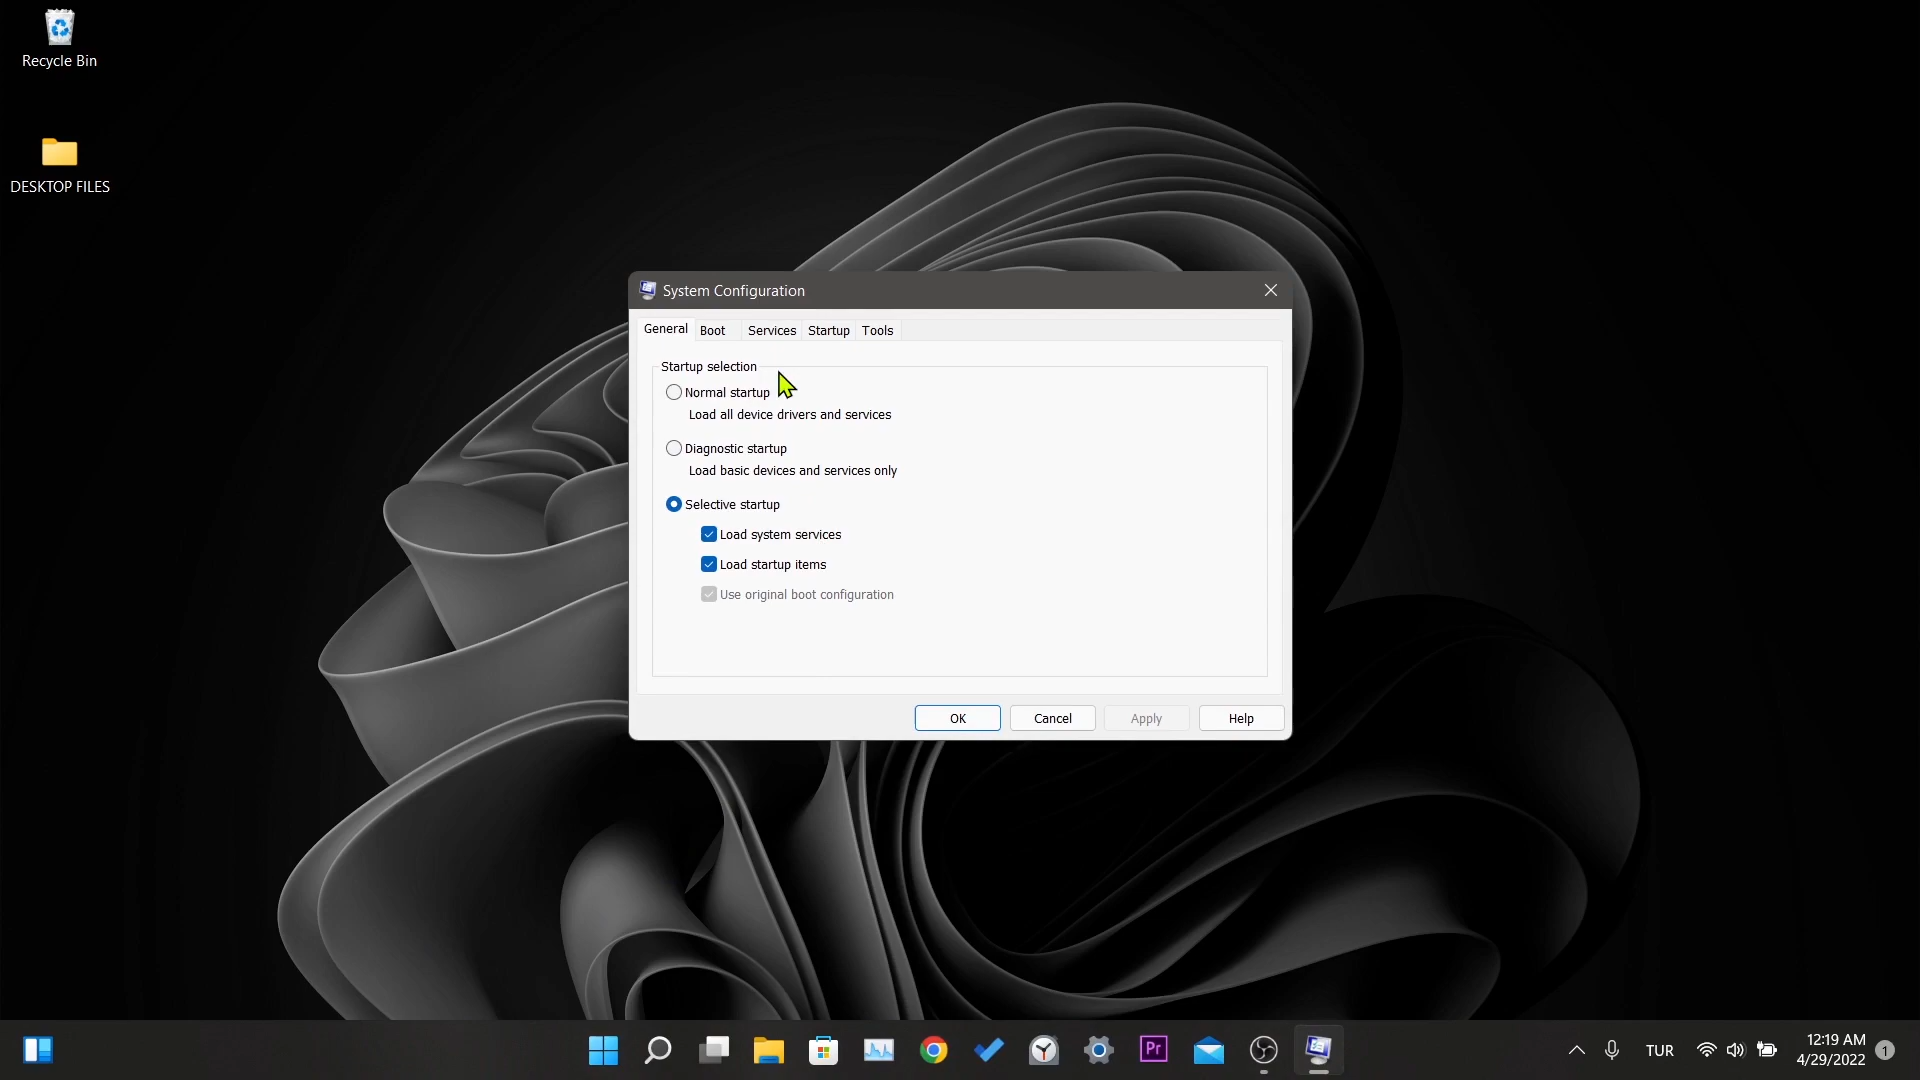 Recycle Bin
DESKTOP FILES
System Configuration
General Boot Services Startup Tools
Startup selection
Normal startup
Load all device drivers and services
Diagnostic startup
Load basic devices and services only
Selective startup
Load system services
Load startup items
Use original boot configuration
OK Cancel Apply Help
Pr
TUR
12:19 AM
4/29/2022
1